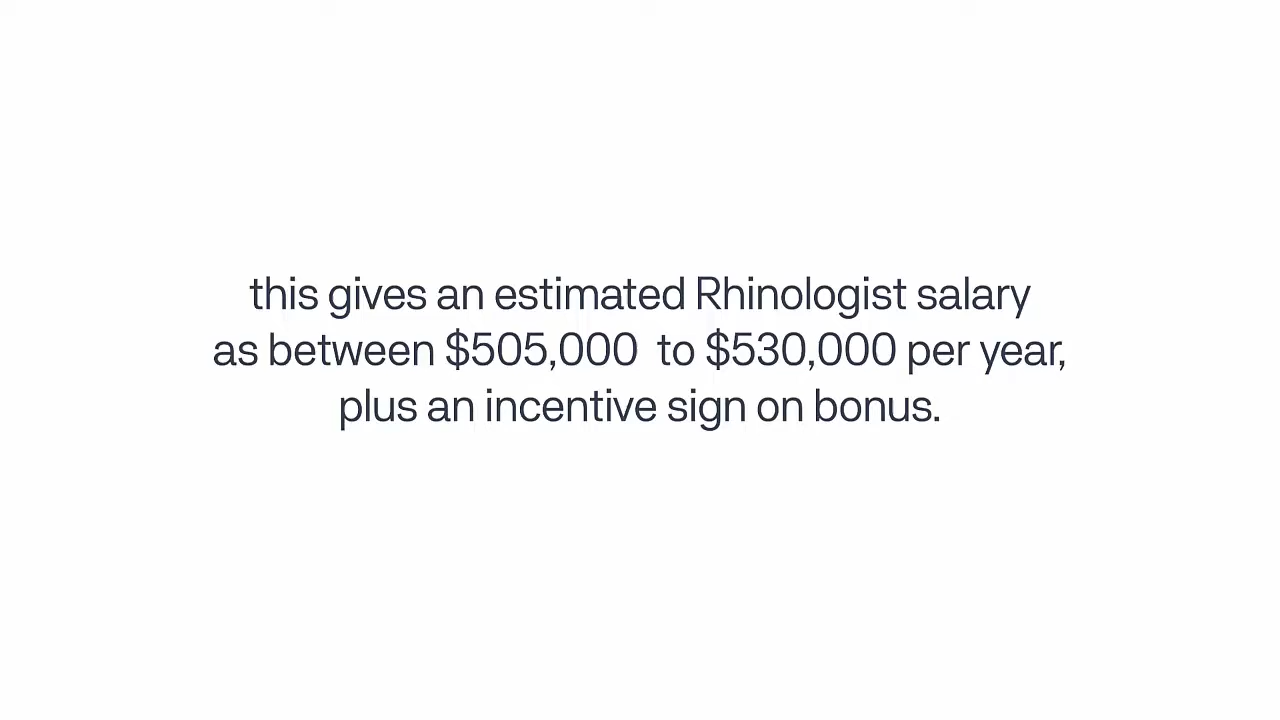 this gives an estimated Rhinologist salary
as between $505,000  to $530,000 per year,
plus an incentive sign on bonus.